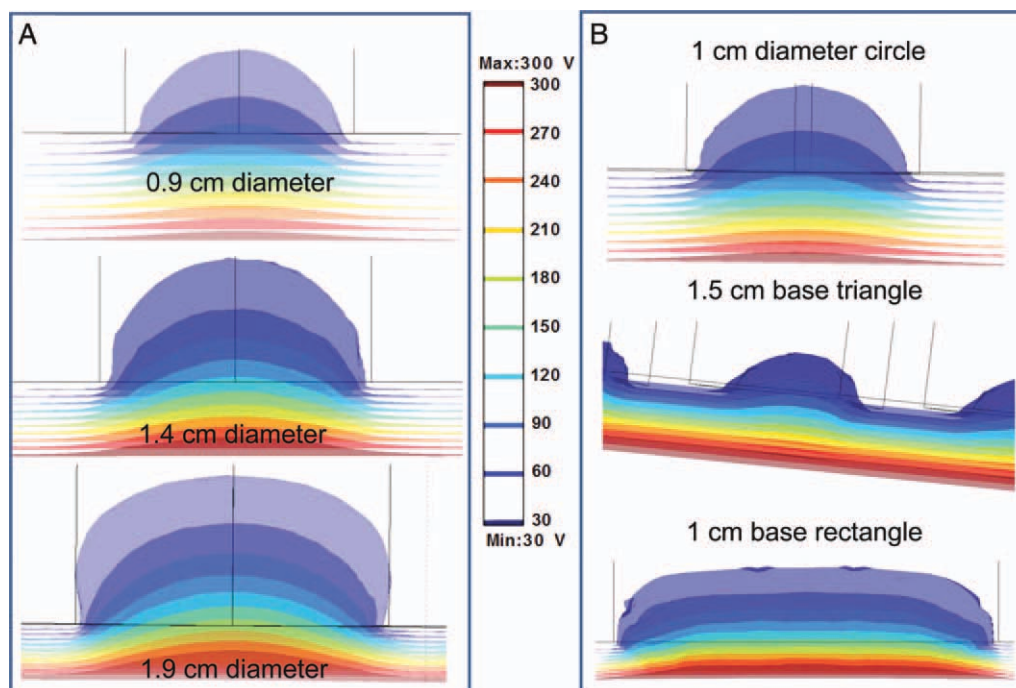 A
0.9 cm diameter
1.4 cm diameter
1.9 cm diameter
Max:300 V
300
270
240
210
180
150
120
90
60
30
Min:30 V
B
1 cm diameter circle
1.5 cm base triangle
1 cm base rectangle